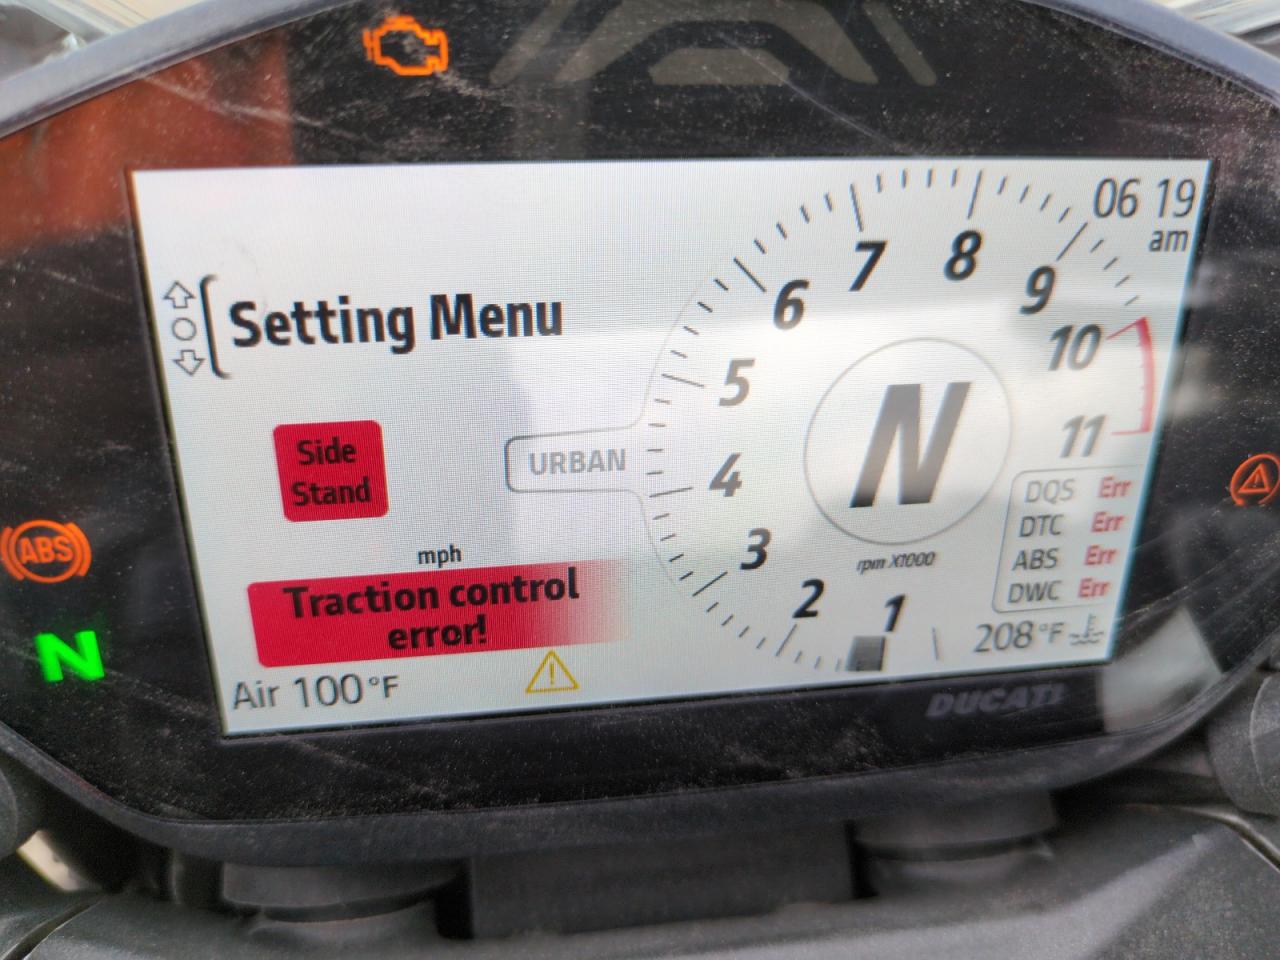 06 19
am
Setting Menu
Side
Stand
URBAN
mph
Traction control
error!
Air 100°F
ABS
N
7
8
6
9
5
10
4
11
3
2
1
N
rpm X1000
DQS Err
DTC Err
ABS Err
DWC Err
208°F
DUCATI